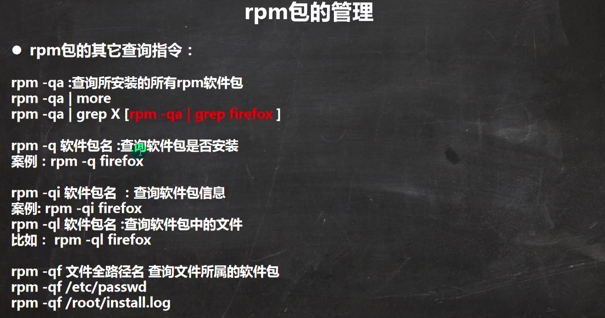 rpm包的管理
● rpm包的其它查询指令：
rpm -qa :查询所安装的所有rpm软件包
rpm -qa | more
rpm -qa | grep X [rpm -qa | grep firefox ]
rpm -q 软件包名 :查询软件包是否安装
案例：rpm -q firefox
rpm -qi 软件包名 ：查询软件包信息
案例: rpm -qi firefox
rpm -ql 软件包名 :查询软件包中的文件
比如： rpm -ql firefox
rpm -qf 文件全路径名 查询文件所属的软件包
rpm -qf /etc/passwd
rpm -qf /root/install.log